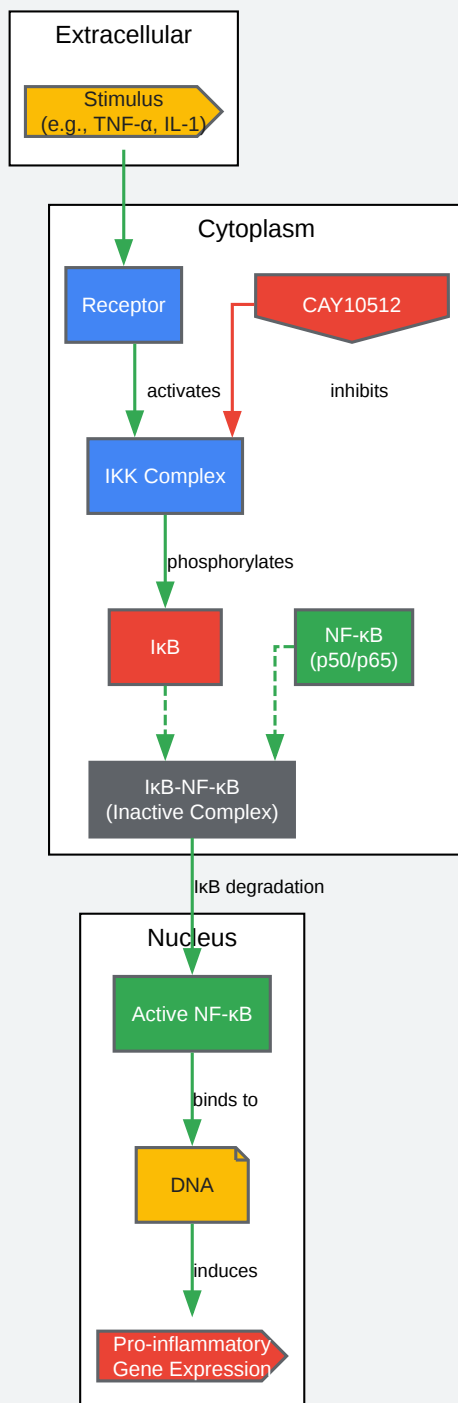 Extracellular
Stimulus
(e.g., TNF-α, IL-1)
Cytoplasm
Receptor
CAY10512
activates
inhibits
IKK Complex
phosphorylates
IκB
NF-κB
(p50/p65)
IκB-NF-κB
(Inactive Complex)
IκB degradation
Nucleus
Active NF-κB
binds to
DNA
induces
Pro-inflammatory
Gene Expression